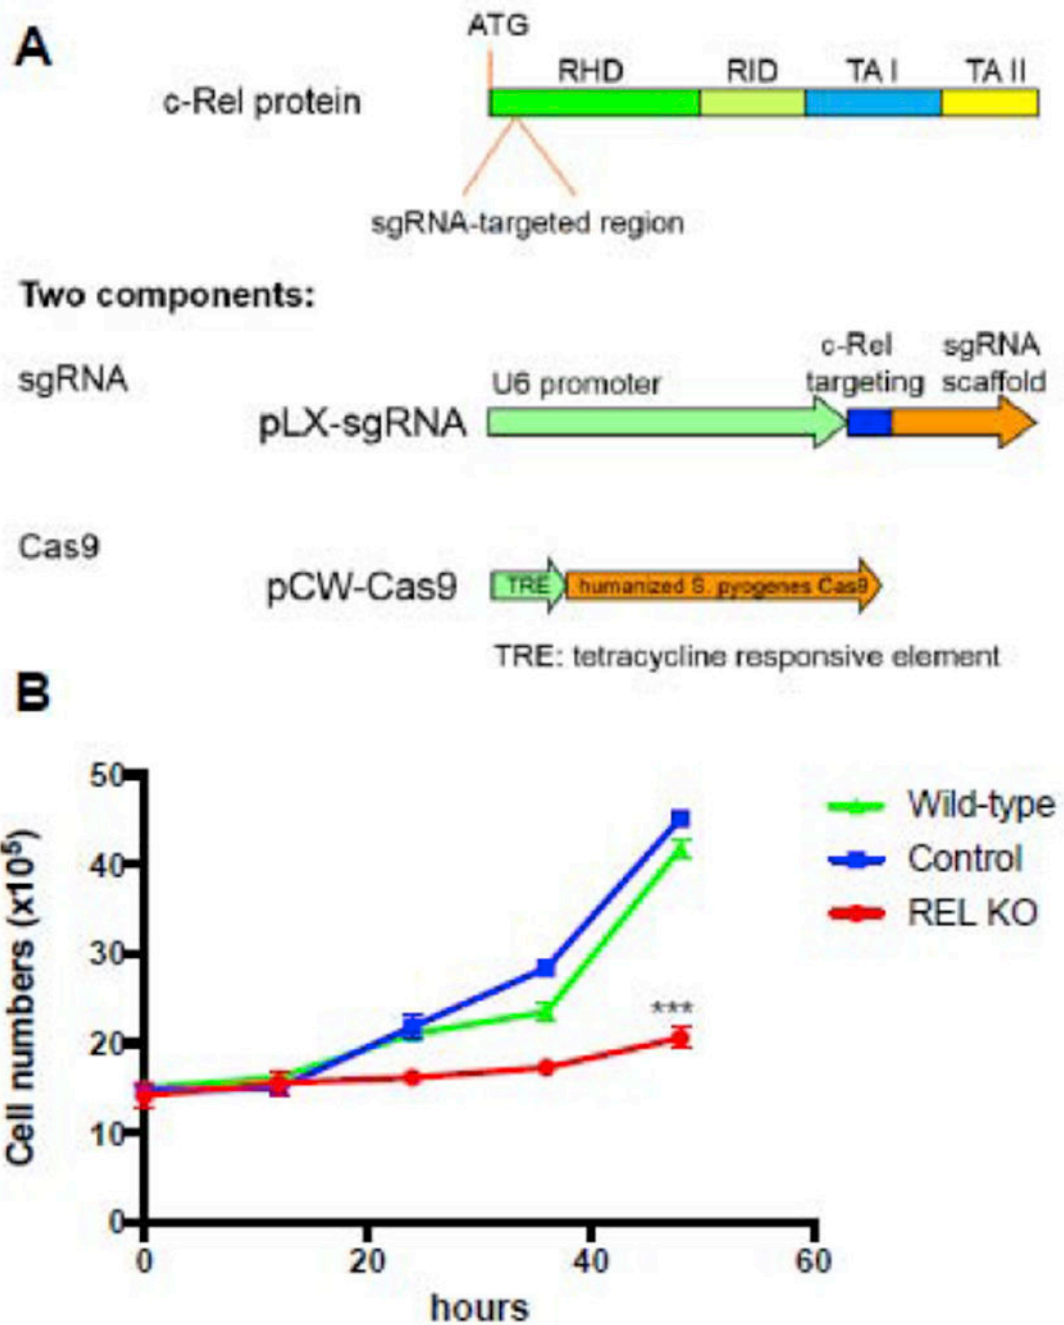 A
ATG
RHD RID TA I TA II
c-Rel protein
sgRNA-targeted region
Two components:
sgRNA
c-Rel sgRNA
U6 promoter targeting scaffold
pLX-sgRNA
Cas9
pCW-Cas9
TRE humanized S. pyogenes Cas9
TRE: tetracycline responsive element
B
Cell numbers (x10⁵)
50
40
30
20
10
0
0 20 40 60
hours
***
Wild-type
Control
REL KO